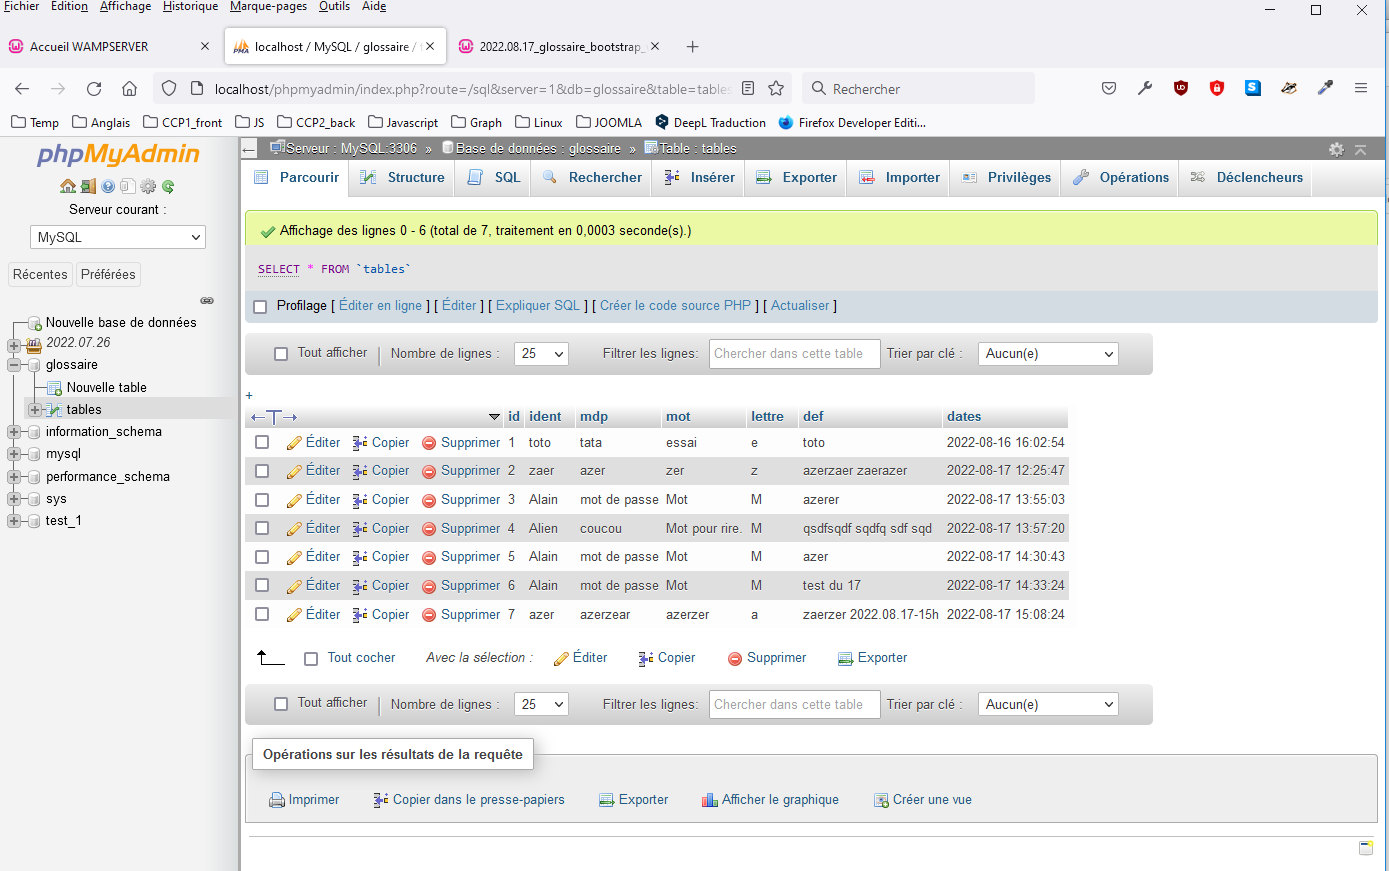 Fichier Edition Affichage Historique Marque-pages Outils Aide
Accueil WAMPSERVER
localhost / MySQL / glossaire /
2022.08.17_glossaire_bootstrap_
localhost/phpmyadmin/index.php?route=/sql&server=1&db=glossaire&table=tables
Rechercher
Temp Anglais CCP1_front JS CCP2_back Javascript Graph Linux JOOMLA DeepL Traduction Firefox Developer Editi...
phpMyAdmin
Serveur courant :
MySQL
Récentes Préférées
Nouvelle base de données
2022.07.26
glossaire
Nouvelle table
tables
information_schema
mysql
performance_schema
sys
test_1
Serveur : MySQL:3306 » Base de données : glossaire » Table : tables
Parcourir Structure SQL Rechercher Insérer Exporter Importer Privilèges Opérations Déclencheurs
Affichage des lignes 0 - 6 (total de 7, traitement en 0,0003 seconde(s).)
SELECT * FROM `tables`
Profilage [ Éditer en ligne ] [ Éditer ] [ Expliquer SQL ] [ Créer le code source PHP ] [ Actualiser ]
Tout afficher Nombre de lignes : 25 Filtrer les lignes: Chercher dans cette table Trier par clé : Aucun(e)
+
←T→ id ident mdp mot lettre def dates
Éditer Copier Supprimer 1 toto tata essai e toto 2022-08-16 16:02:54
Éditer Copier Supprimer 2 zaer azer zer z azerzaer zaerazer 2022-08-17 12:25:47
Éditer Copier Supprimer 3 Alain mot de passe Mot M azerer 2022-08-17 13:55:03
Éditer Copier Supprimer 4 Alien coucou Mot pour rire. M qsdfsqdf sqdfq sdf sqd 2022-08-17 13:57:20
Éditer Copier Supprimer 5 Alain mot de passe Mot M azer 2022-08-17 14:30:43
Éditer Copier Supprimer 6 Alain mot de passe Mot M test du 17 2022-08-17 14:33:24
Éditer Copier Supprimer 7 azer azerzear azerzer a zaerzer 2022.08.17-15h 2022-08-17 15:08:24
Tout cocher Avec la sélection : Éditer Copier Supprimer Exporter
Tout afficher Nombre de lignes : 25 Filtrer les lignes: Chercher dans cette table Trier par clé : Aucun(e)
Opérations sur les résultats de la requête
Imprimer Copier dans le presse-papiers Exporter Afficher le graphique Créer une vue